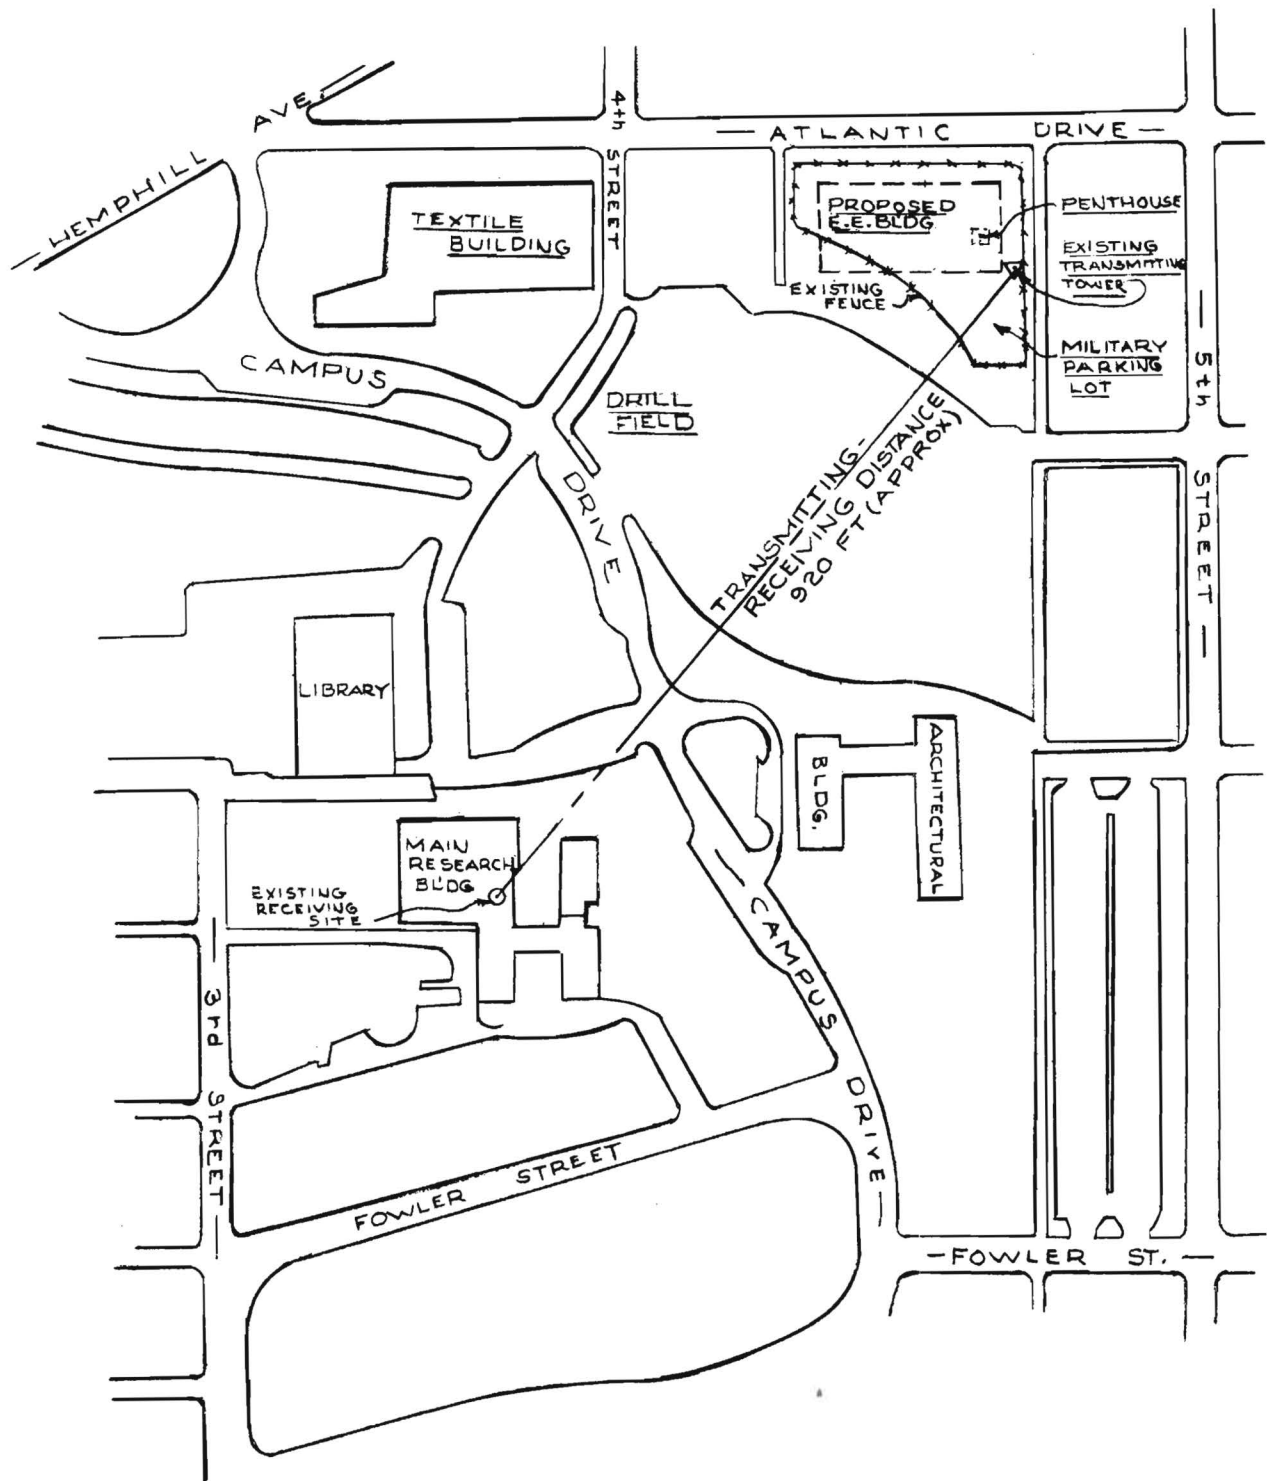 HEMPHILL AVE.
4th STREET
ATLANTIC DRIVE
TEXTILE
BUILDING
PROPOSED
E.E. BLDG
PENTHOUSE
EXISTING
TRANSMITTING
TOWER
EXISTING
FENCE
MILITARY
PARKING
LOT
5th STREET
CAMPUS DRIVE
DRILL
FIELD
TRANSMITTING-
RECEIVING DISTANCE
920 FT (APPROX)
LIBRARY
ARCHITECTURAL
BLDG.
MAIN
RESEARCH
BLDG
EXISTING
RECEIVING
SITE
CAMPUS DRIVE
3rd STREET
FOWLER STREET
FOWLER ST.